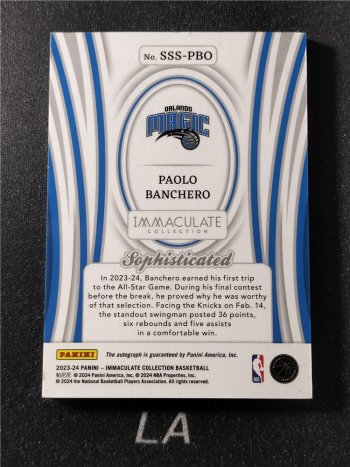 No. SSS-PBO
ORLANDO
MAGIC
PAOLO
BANCHERO
IMMACULATE
COLLECTION
Sophisticated
In 2023-24, Banchero earned his first trip
to the All-Star Game. During his final contest
before the break, he proved why he was worthy
of that selection. Facing the Knicks on Feb. 14,
the standout swingman posted 36 points,
six rebounds and five assists
in a comfortable win.
PANINI
The autograph is guaranteed by Panini America, Inc.
2023-24 PANINI – IMMACULATE COLLECTION BASKETBALL
帕尼尼 © 2024 Panini America, Inc. © 2024 NBA Properties, Inc.
© 2024 the National Basketball Players Association. All rights reserved.
LA